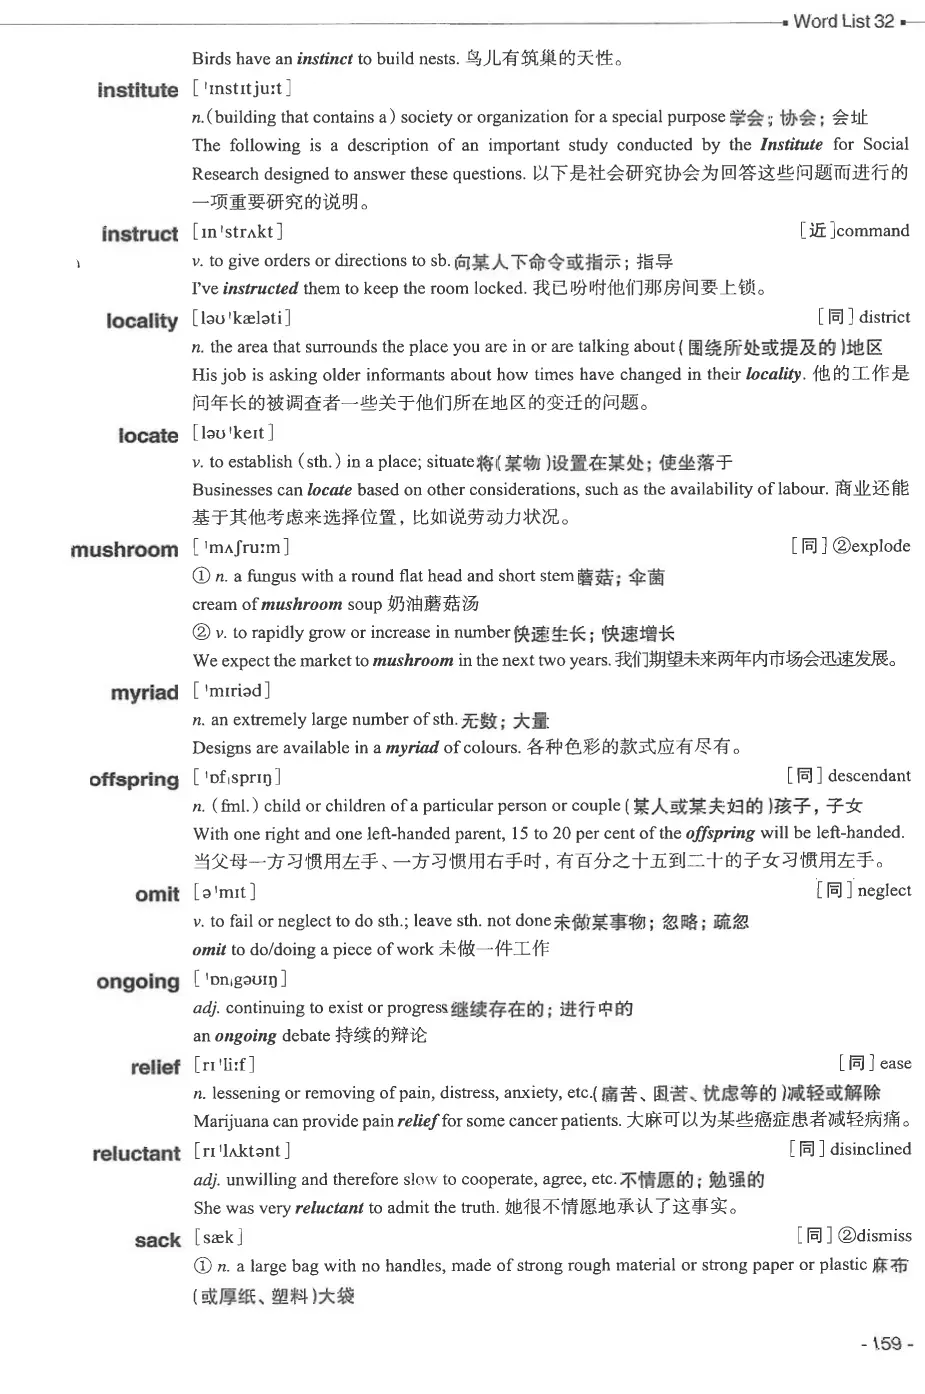 Word List 32
Birds have an instinct to build nests. 鸟儿有筑巢的天性。
institute [ˈɪnstɪtjuːt]
n.(building that contains a) society or organization for a special purpose 学会；协会；会址
The following is a description of an important study conducted by the Institute for Social
Research designed to answer these questions. 以下是社会研究协会为回答这些问题而进行的
一项重要研究的说明。
instruct [ɪnˈstrʌkt] [近]command
v. to give orders or directions to sb. 向某人下命令或指示；指导
I've instructed them to keep the room locked. 我已吩咐他们那房间要上锁。
locality [ləʊˈkæləti] [同] district
n. the area that surrounds the place you are in or are talking about (围绕所处或提及的)地区
His job is asking older informants about how times have changed in their locality. 他的工作是
问年长的被调查者一些关于他们所在地区的变迁的问题。
locate [ləʊˈkeɪt]
v. to establish (sth.) in a place; situate 将(某物)设置在某处；使坐落于
Businesses can locate based on other considerations, such as the availability of labour. 商业还能
基于其他考虑来选择位置，比如说劳动力状况。
mushroom [ˈmʌʃruːm] [同] ②explode
① n. a fungus with a round flat head and short stem 蘑菇；伞菌
cream of mushroom soup 奶油蘑菇汤
② v. to rapidly grow or increase in number 快速生长；快速增长
We expect the market to mushroom in the next two years. 我们期望未来两年内市场会迅速发展。
myriad [ˈmɪriəd]
n. an extremely large number of sth. 无数；大量
Designs are available in a myriad of colours. 各种色彩的款式应有尽有。
offspring [ˈɒfˌsprɪŋ] [同] descendant
n. (fml.) child or children of a particular person or couple (某人或某夫妇的)孩子，子女
With one right and one left-handed parent, 15 to 20 per cent of the offspring will be left-handed.
当父母一方习惯用左手、一方习惯用右手时，有百分之十五到二十的子女习惯用左手。
omit [əˈmɪt] [同] neglect
v. to fail or neglect to do sth.; leave sth. not done 未做某事物；忽略；疏忽
omit to do/doing a piece of work 未做一件工作
ongoing [ˈɒnˌgəʊɪŋ]
adj. continuing to exist or progress 继续存在的；进行中的
an ongoing debate 持续的辩论
relief [rɪˈliːf] [同] ease
n. lessening or removing of pain, distress, anxiety, etc.(痛苦、困苦、忧虑等的)减轻或解除
Marijuana can provide pain relief for some cancer patients. 大麻可以为某些癌症患者减轻病痛。
reluctant [rɪˈlʌktənt] [同] disinclined
adj. unwilling and therefore slow to cooperate, agree, etc. 不情愿的；勉强的
She was very reluctant to admit the truth. 她很不情愿地承认了这事实。
sack [sæk] [同] ②dismiss
① n. a large bag with no handles, made of strong rough material or strong paper or plastic 麻布
(或厚纸、塑料)大袋
- 159 -